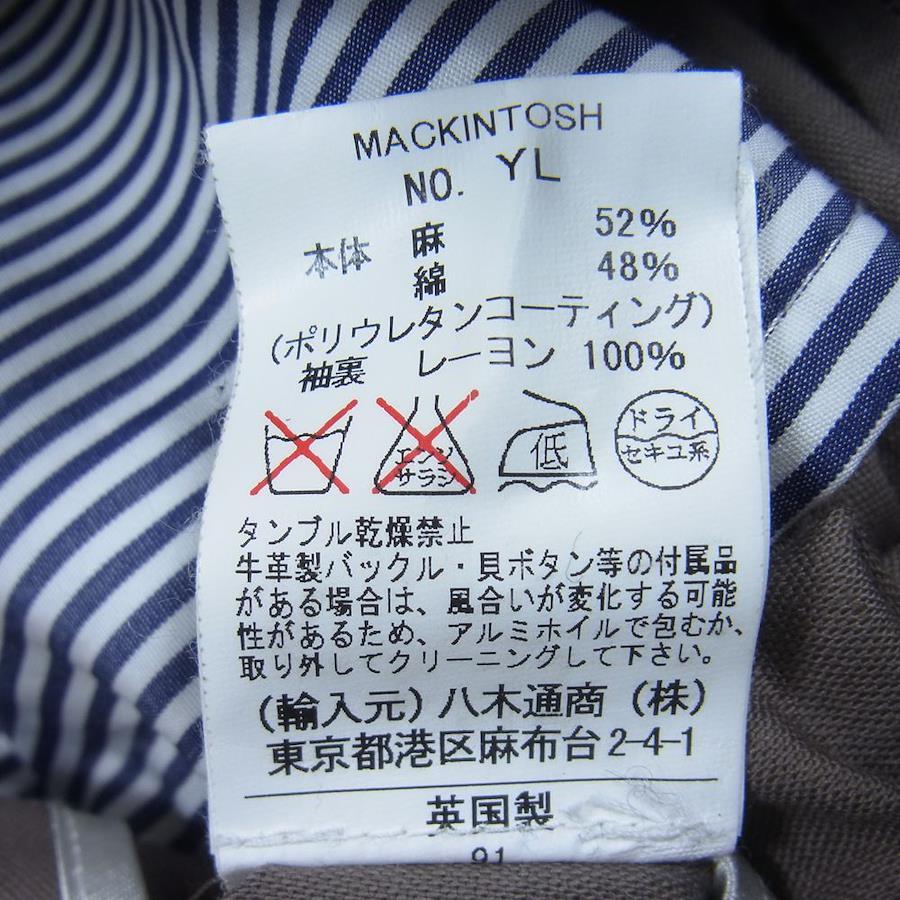 MACKINTOSH
NO. YL
本体 麻 52%
綿 48%
(ポリウレタンコーティング)
袖裏 レーヨン 100%
エンソ サラシ 低 ドライ セキユ系
タンブル乾燥禁止
牛革製バックル・貝ボタン等の付属品
がある場合は、風合いが変化する可能
性があるため、アルミホイルで包むか、
取り外してクリーニングして下さい。
(輸入元) 八木通商 (株)
東京都港区麻布台2-4-1
英国製
91